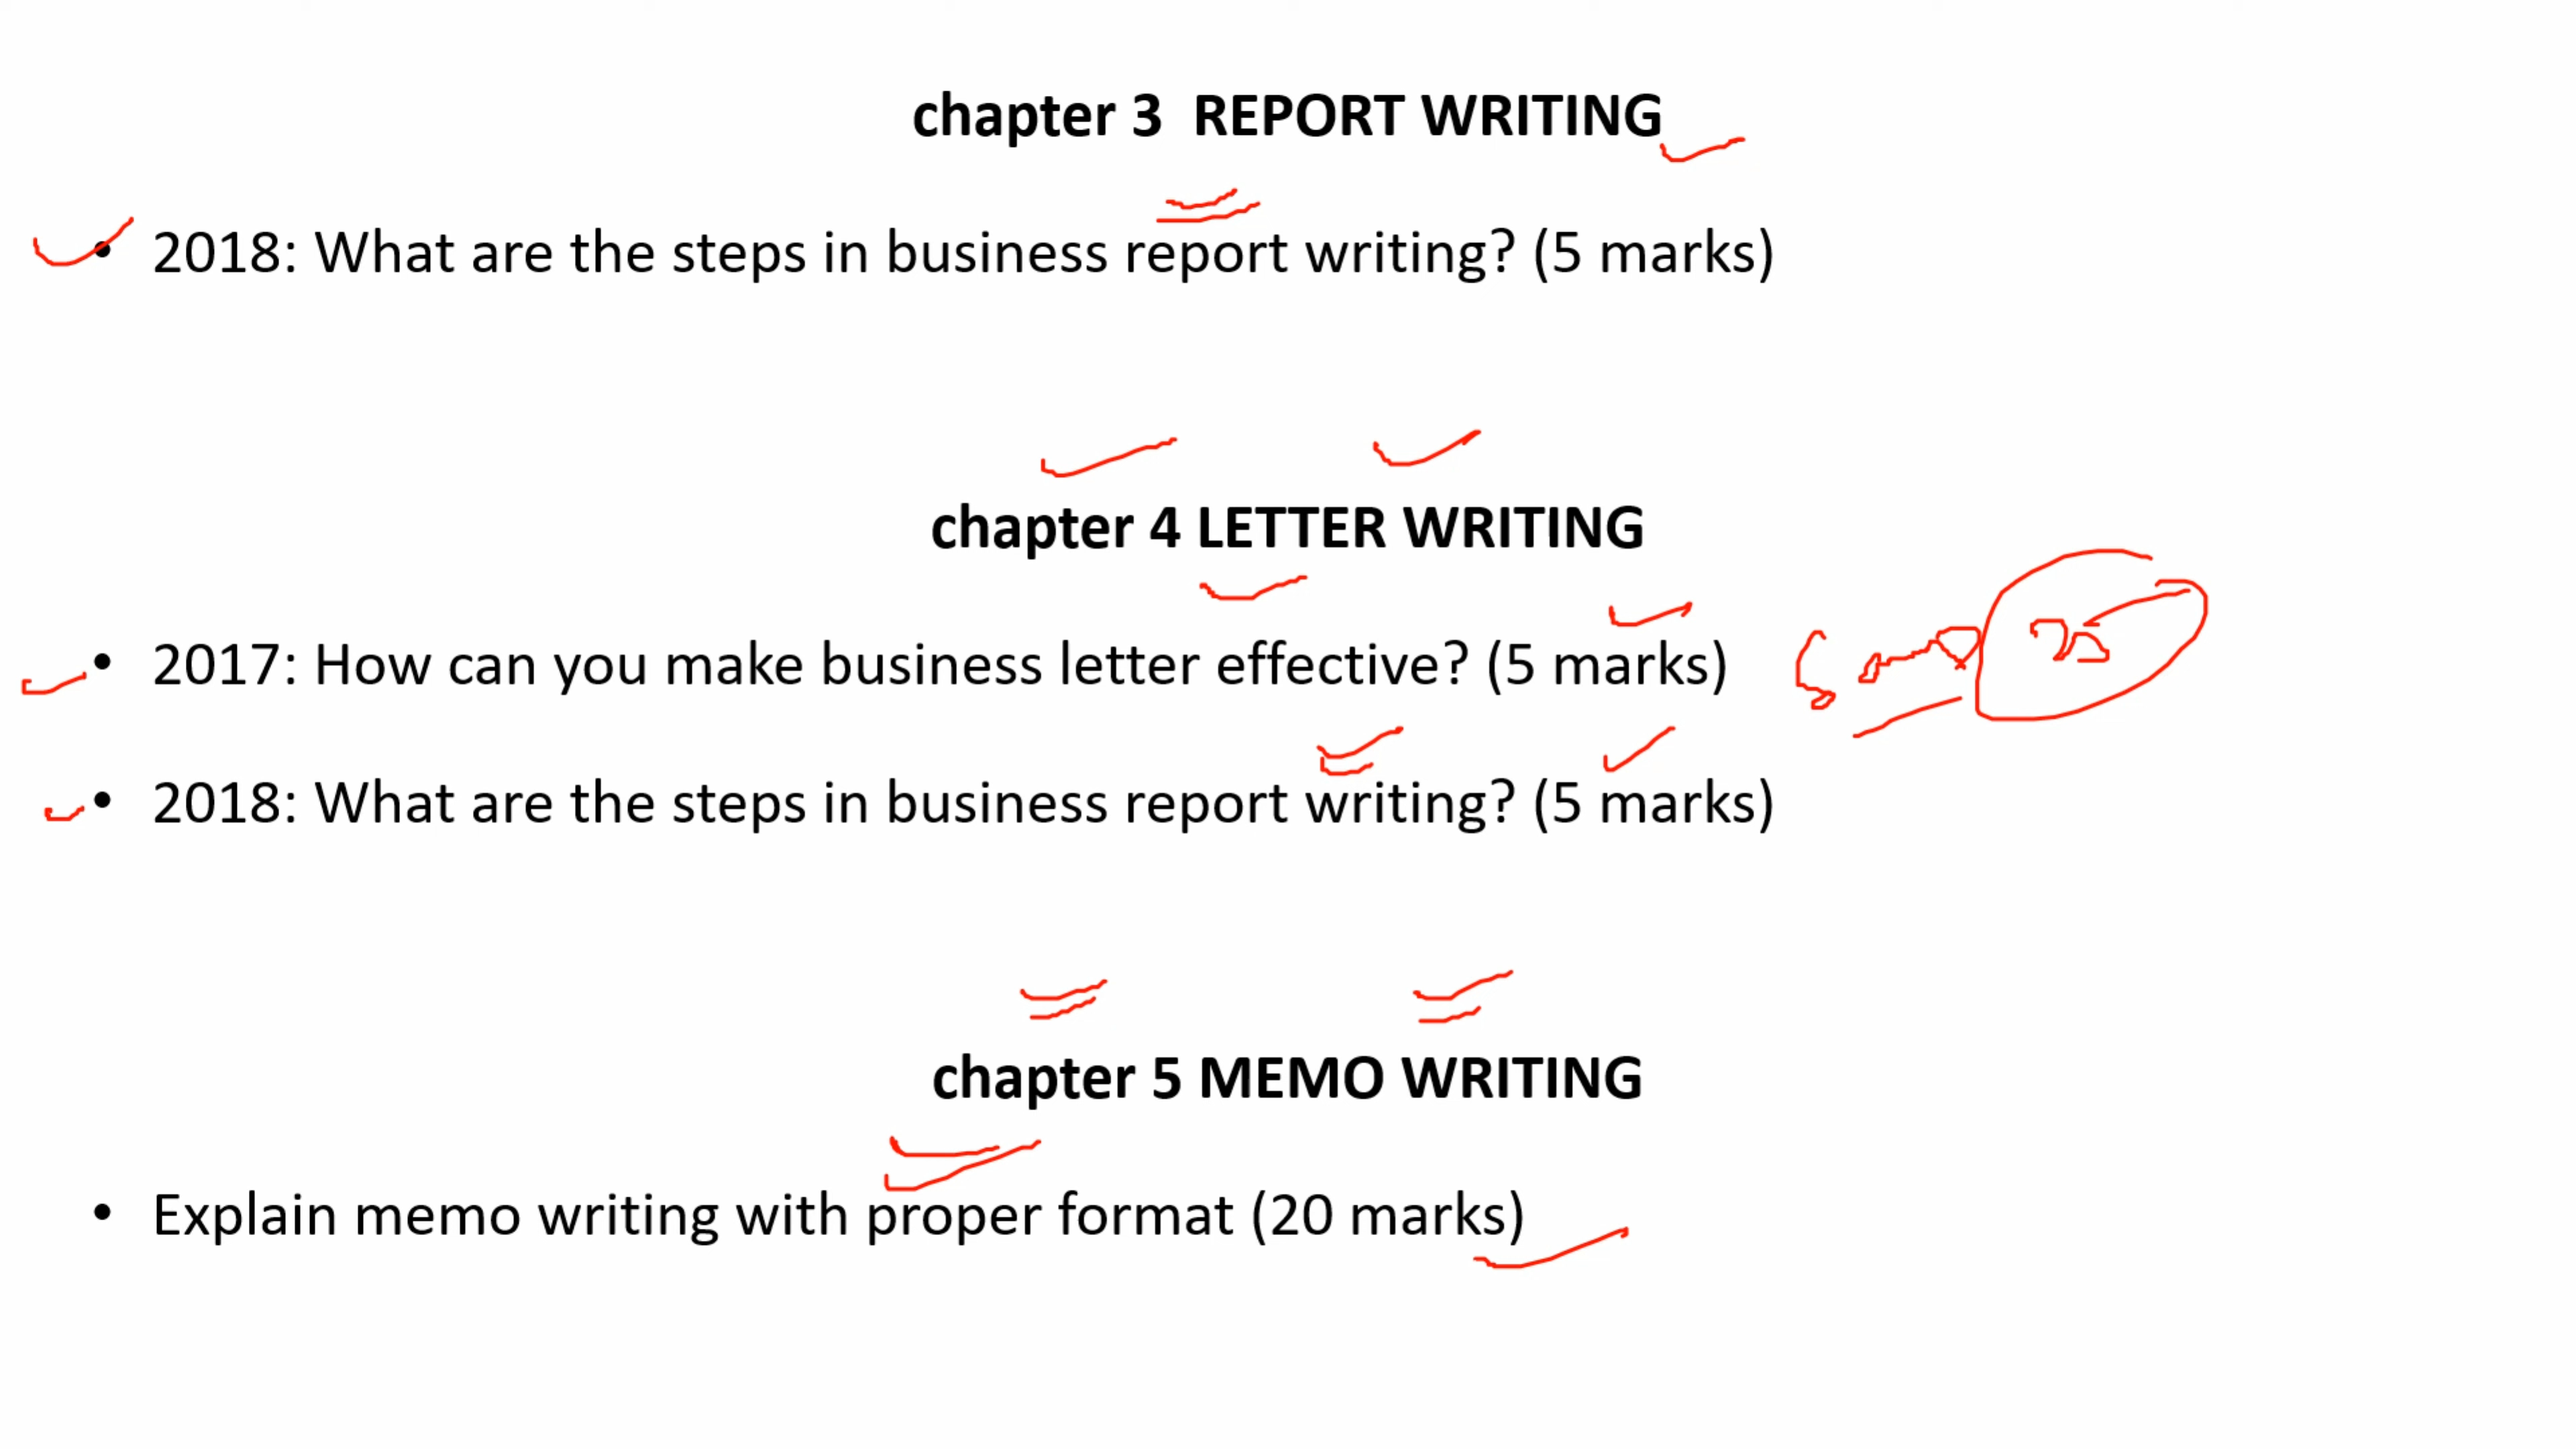 chapter 3 REPORT WRITING
• 2018: What are the steps in business report writing? (5 marks)
chapter 4 LETTER WRITING
• 2017: How can you make business letter effective? (5 marks)
• 2018: What are the steps in business report writing? (5 marks)
chapter 5 MEMO WRITING
• Explain memo writing with proper format (20 marks)